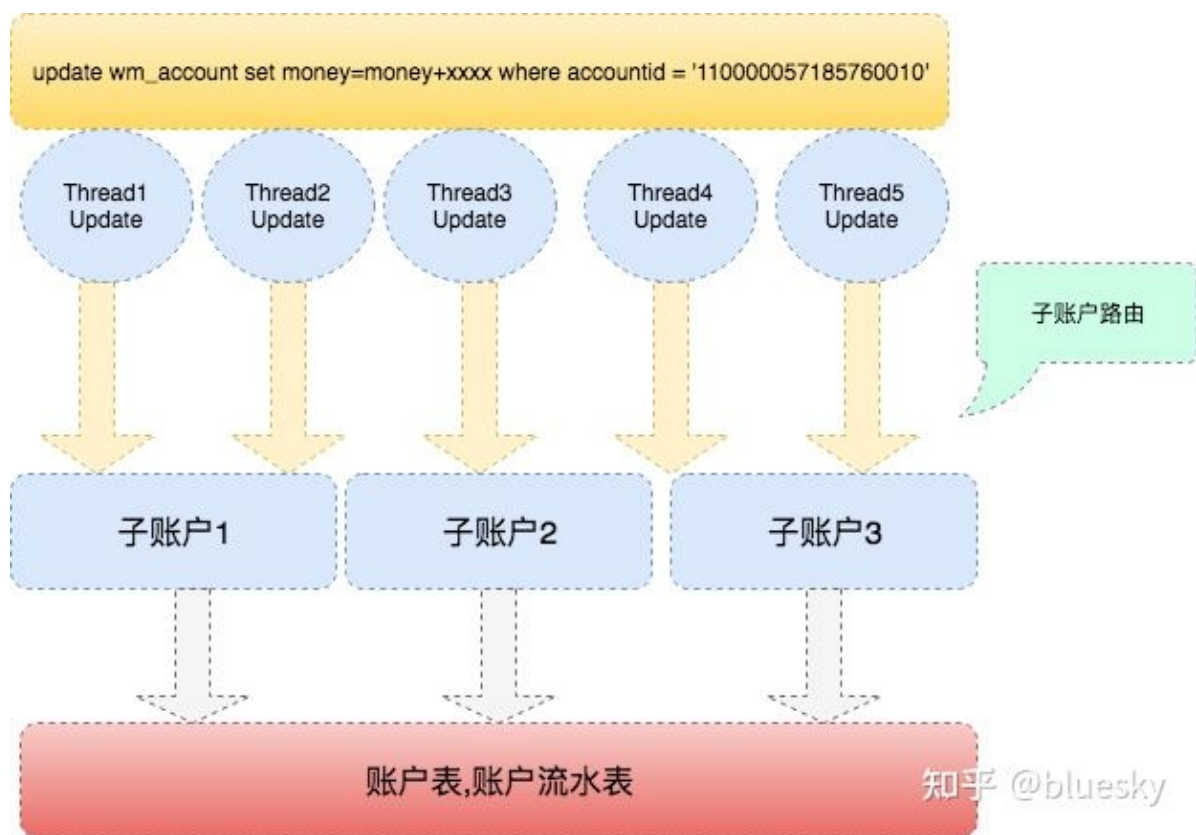 update wm_account set money=money+xxxx where accountid = '110000057185760010'
Thread1
Update
Thread2
Update
Thread3
Update
Thread4
Update
Thread5
Update
子账户路由
子账户1
子账户2
子账户3
账户表,账户流水表
知乎 @bluesky